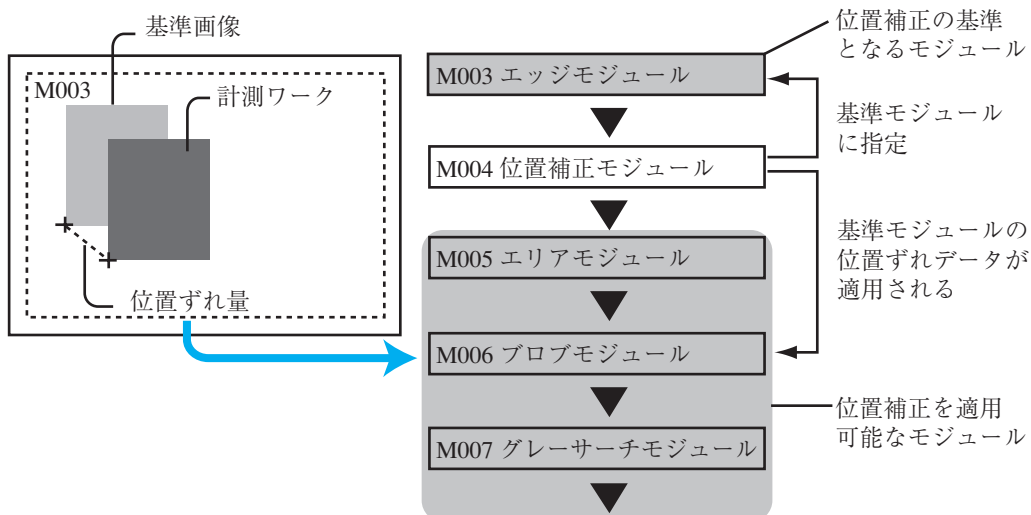 基準画像
M003
計測ワーク
位置ずれ量
位置補正の基準
となるモジュール
M003 エッジモジュール
基準モジュール
に指定
M004 位置補正モジュール
基準モジュールの
位置ずれデータが
適用される
M005 エリアモジュール
M006 ブロブモジュール
位置補正を適用
可能なモジュール
M007 グレーサーチモジュール